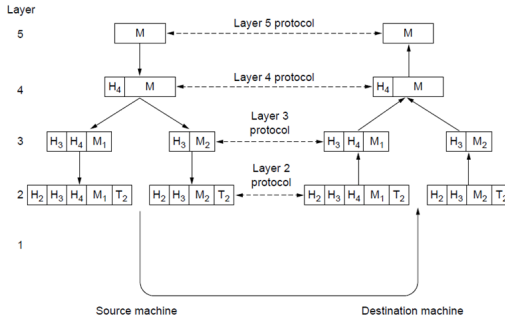 Layer
5 M Layer 5 protocol M
4 H4 M Layer 4 protocol H4 M
Layer 3
protocol
3 H3 H4 M1 H3 M2 H3 H4 M1 H3 M2
Layer 2
protocol
2 H2 H3 H4 M1 T2 H2 H3 M2 T2 H2 H3 H4 M1 T2 H2 H3 M2 T2
1
Source machine Destination machine